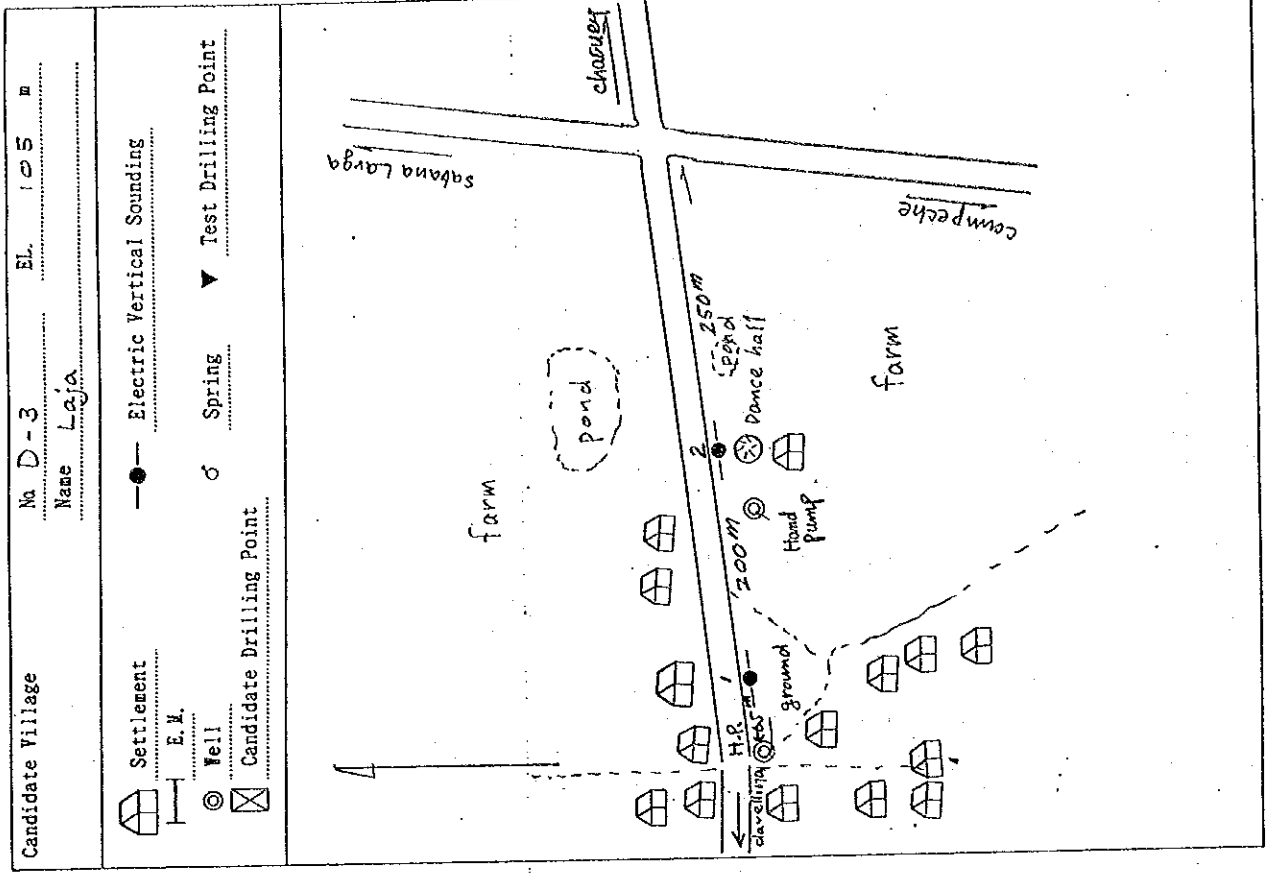 Candidate Village
No D-3
EL. 105 m
Name Laja
Settlement
Electric Vertical Sounding
E.M.
Well
Spring
Test Drilling Point
Candidate Drilling Point
chacuey
sabana Larga
campeche
farm
pond
250m
pond
Dance hall
2
farm
200m
Hand
pump
1
H.P.
ground